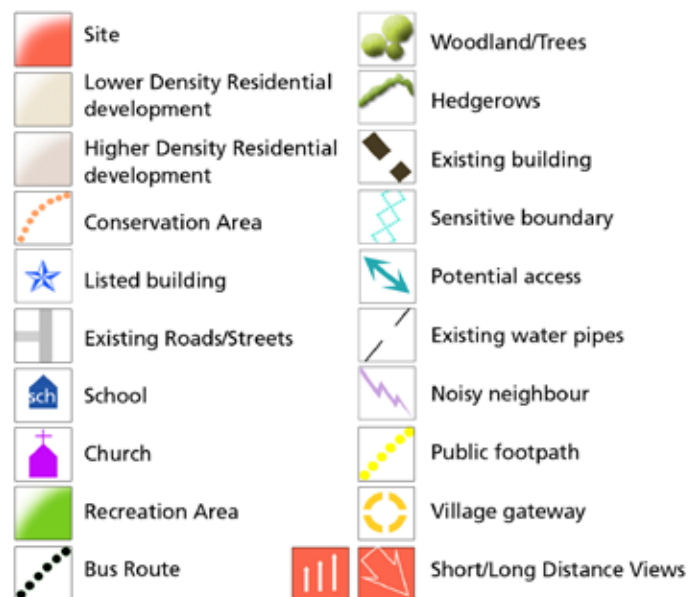 Site
Lower Density Residential
development
Higher Density Residential
development
Conservation Area
Listed building
Existing Roads/Streets
sch
School
Church
Recreation Area
Bus Route
Woodland/Trees
Hedgerows
Existing building
Sensitive boundary
Potential access
Existing water pipes
Noisy neighbour
Public footpath
Village gateway
Short/Long Distance Views